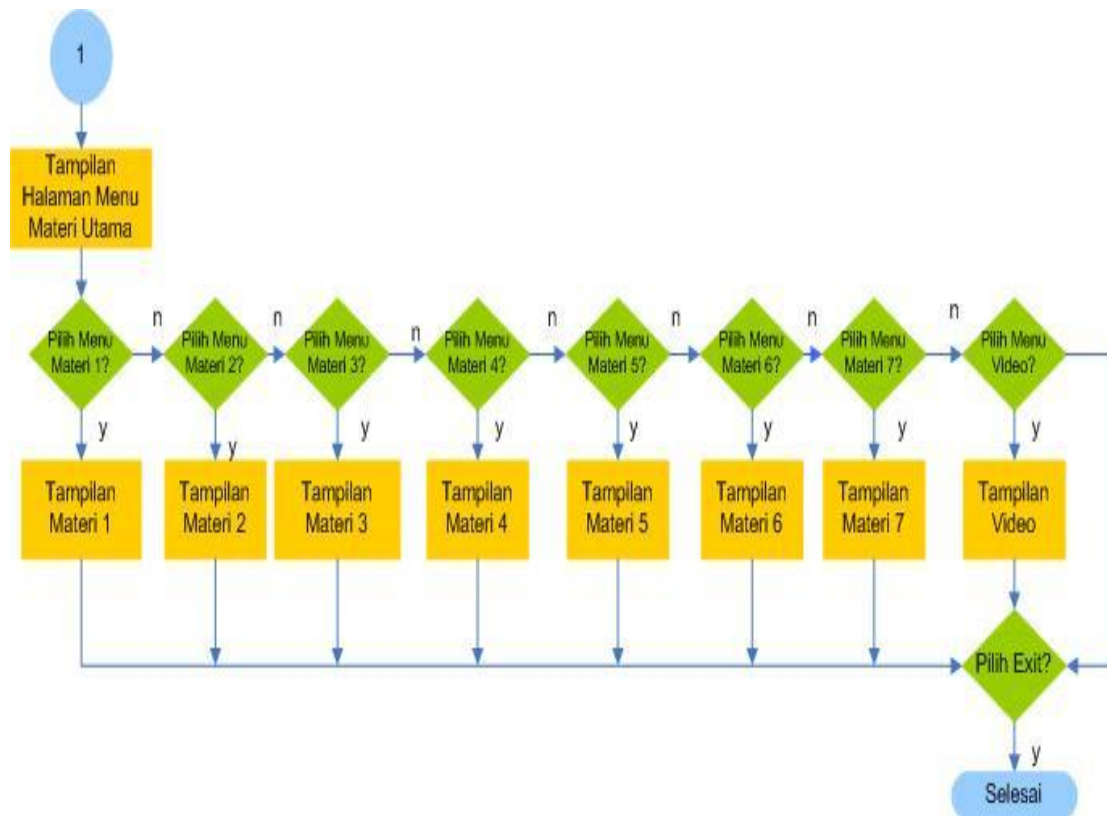 1
Tampilan
Halaman Menu
Materi Utama
Pilih Menu
Materi 1?
n
Pilih Menu
Materi 2?
n
Pilih Menu
Materi 3?
n
Pilih Menu
Materi 4?
n
Pilih Menu
Materi 5?
n
Pilih Menu
Materi 6?
n
Pilih Menu
Materi 7?
n
Pilih Menu
Video?
y
y
y
y
y
y
y
y
Tampilan
Materi 1
Tampilan
Materi 2
Tampilan
Materi 3
Tampilan
Materi 4
Tampilan
Materi 5
Tampilan
Materi 6
Tampilan
Materi 7
Tampilan
Video
Pilih Exit?
y
Selesai